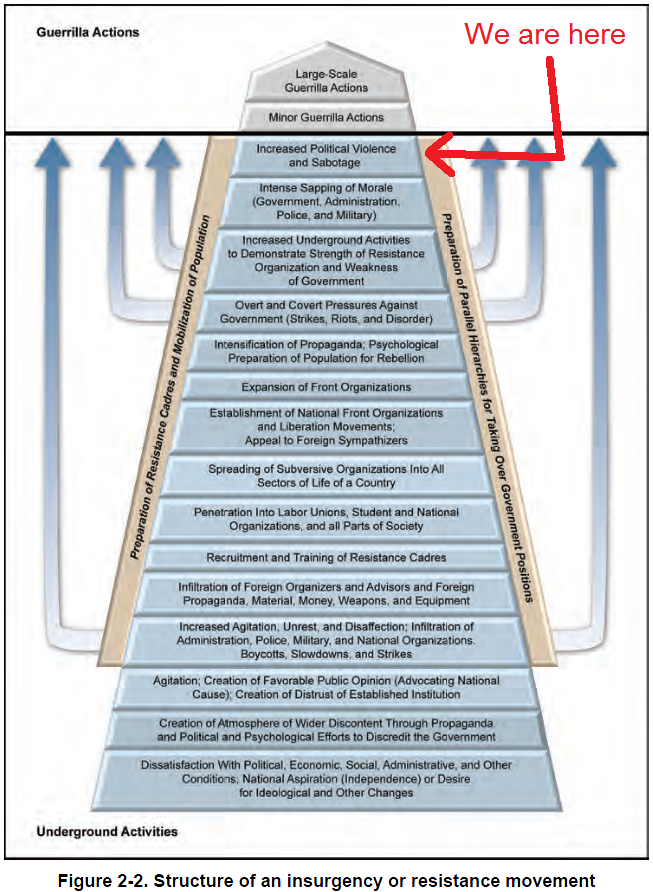 Guerrilla Actions
We are here
Large-Scale
Guerrilla Actions
Minor Guerrilla Actions
Increased Political Violence
and Sabotage
Intense Sapping of Morale
(Government, Administration,
Police, and Military)
Increased Underground Activities
to Demonstrate Strength of Resistance
Organization and Weakness
of Government
Overt and Covert Pressures Against
Government (Strikes, Riots, and Disorder)
Intensification of Propaganda; Psychological
Preparation of Population for Rebellion
Expansion of Front Organizations
Establishment of National Front Organizations
and Liberation Movements;
Appeal to Foreign Sympathizers
Spreading of Subversive Organizations Into All
Sectors of Life of a Country
Penetration Into Labor Unions, Student and National
Organizations, and all Parts of Society
Recruitment and Training of Resistance Cadres
Infiltration of Foreign Organizers and Advisors and Foreign
Propaganda, Material, Money, Weapons, and Equipment
Increased Agitation, Unrest, and Disaffection; Infiltration of
Administration, Police, Military, and National Organizations.
Boycotts, Slowdowns, and Strikes
Agitation; Creation of Favorable Public Opinion (Advocating National
Cause); Creation of Distrust of Established Institution
Creation of Atmosphere of Wider Discontent Through Propaganda
and Political and Psychological Efforts to Discredit the Government
Dissatisfaction With Political, Economic, Social, Administrative, and Other
Conditions; National Aspiration (Independence) or Desire
for Ideological and Other Changes
Preparation of Resistance Cadres and Mobilization of Population
Preparation of Parallel Hierarchies for Taking Over Government Positions
Underground Activities
Figure 2-2. Structure of an insurgency or resistance movement